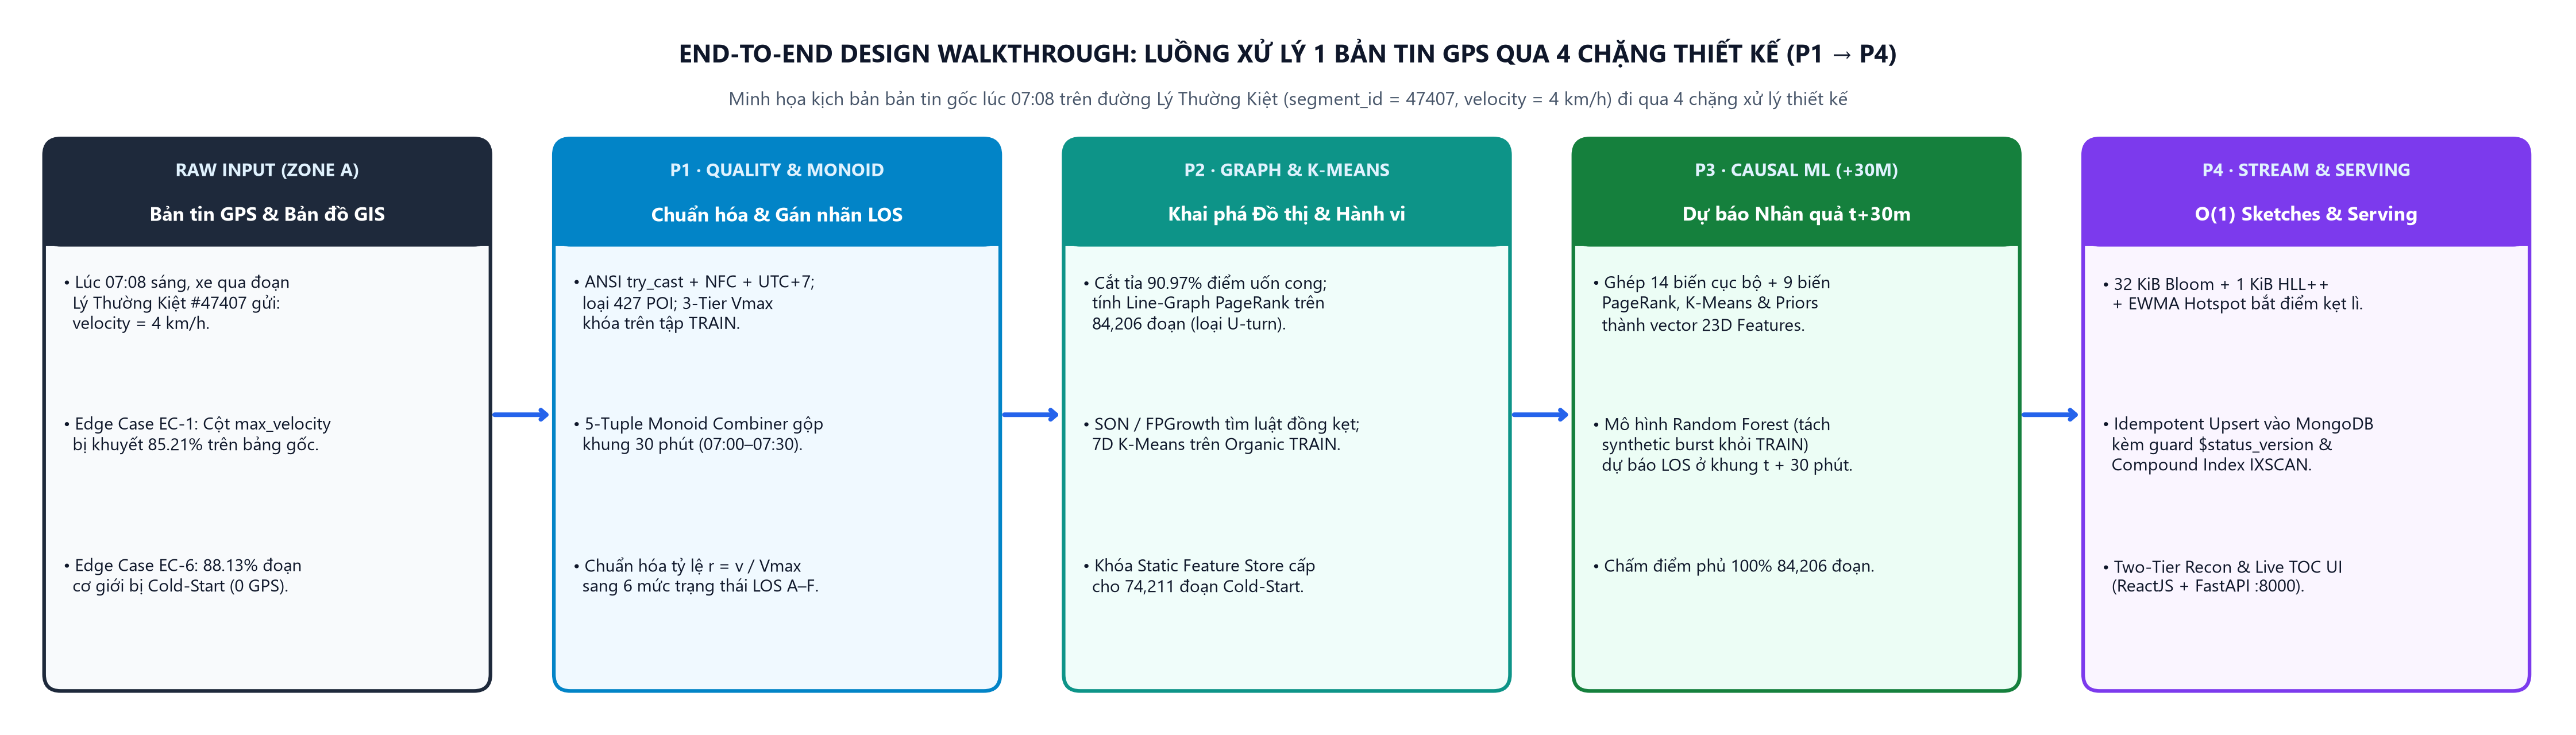 END-TO-END DESIGN WALKTHROUGH: LUỒNG XỬ LÝ 1 BẢN TIN GPS QUA 4 CHẶNG THIẾT KẾ (P1 → P4)
Minh họa kịch bản bản tin gốc lúc 07:08 trên đường Lý Thường Kiệt (segment_id = 47407, velocity = 4 km/h) đi qua 4 chặng xử lý thiết kế
RAW INPUT (ZONE A)
Bản tin GPS & Bản đồ GIS
• Lúc 07:08 sáng, xe qua đoạn
Lý Thường Kiệt #47407 gửi:
velocity = 4 km/h.
• Edge Case EC-1: Cột max_velocity
bị khuyết 85.21% trên bảng gốc.
• Edge Case EC-6: 88.13% đoạn
cơ giới bị Cold-Start (0 GPS).
P1 · QUALITY & MONOID
Chuẩn hóa & Gán nhãn LOS
• ANSI try_cast + NFC + UTC+7;
loại 427 POI; 3-Tier Vmax
khóa trên tập TRAIN.
• 5-Tuple Monoid Combiner gộp
khung 30 phút (07:00–07:30).
• Chuẩn hóa tỷ lệ r = v / Vmax
sang 6 mức trạng thái LOS A–F.
P2 · GRAPH & K-MEANS
Khai phá Đồ thị & Hành vi
• Cắt tỉa 90.97% điểm uốn cong;
tính Line-Graph PageRank trên
84,206 đoạn (loại U-turn).
• SON / FPGrowth tìm luật đồng kẹt;
7D K-Means trên Organic TRAIN.
• Khóa Static Feature Store cấp
cho 74,211 đoạn Cold-Start.
P3 · CAUSAL ML (+30M)
Dự báo Nhân quả t+30m
• Ghép 14 biến cục bộ + 9 biến
PageRank, K-Means & Priors
thành vector 23D Features.
• Mô hình Random Forest (tách
synthetic burst khỏi TRAIN)
dự báo LOS ở khung t + 30 phút.
• Chấm điểm phủ 100% 84,206 đoạn.
P4 · STREAM & SERVING
O(1) Sketches & Serving
• 32 KiB Bloom + 1 KiB HLL++
+ EWMA Hotspot bắt điểm kẹt lì.
• Idempotent Upsert vào MongoDB
kèm guard $status_version &
Compound Index IXSCAN.
• Two-Tier Recon & Live TOC UI
(ReactJS + FastAPI :8000).